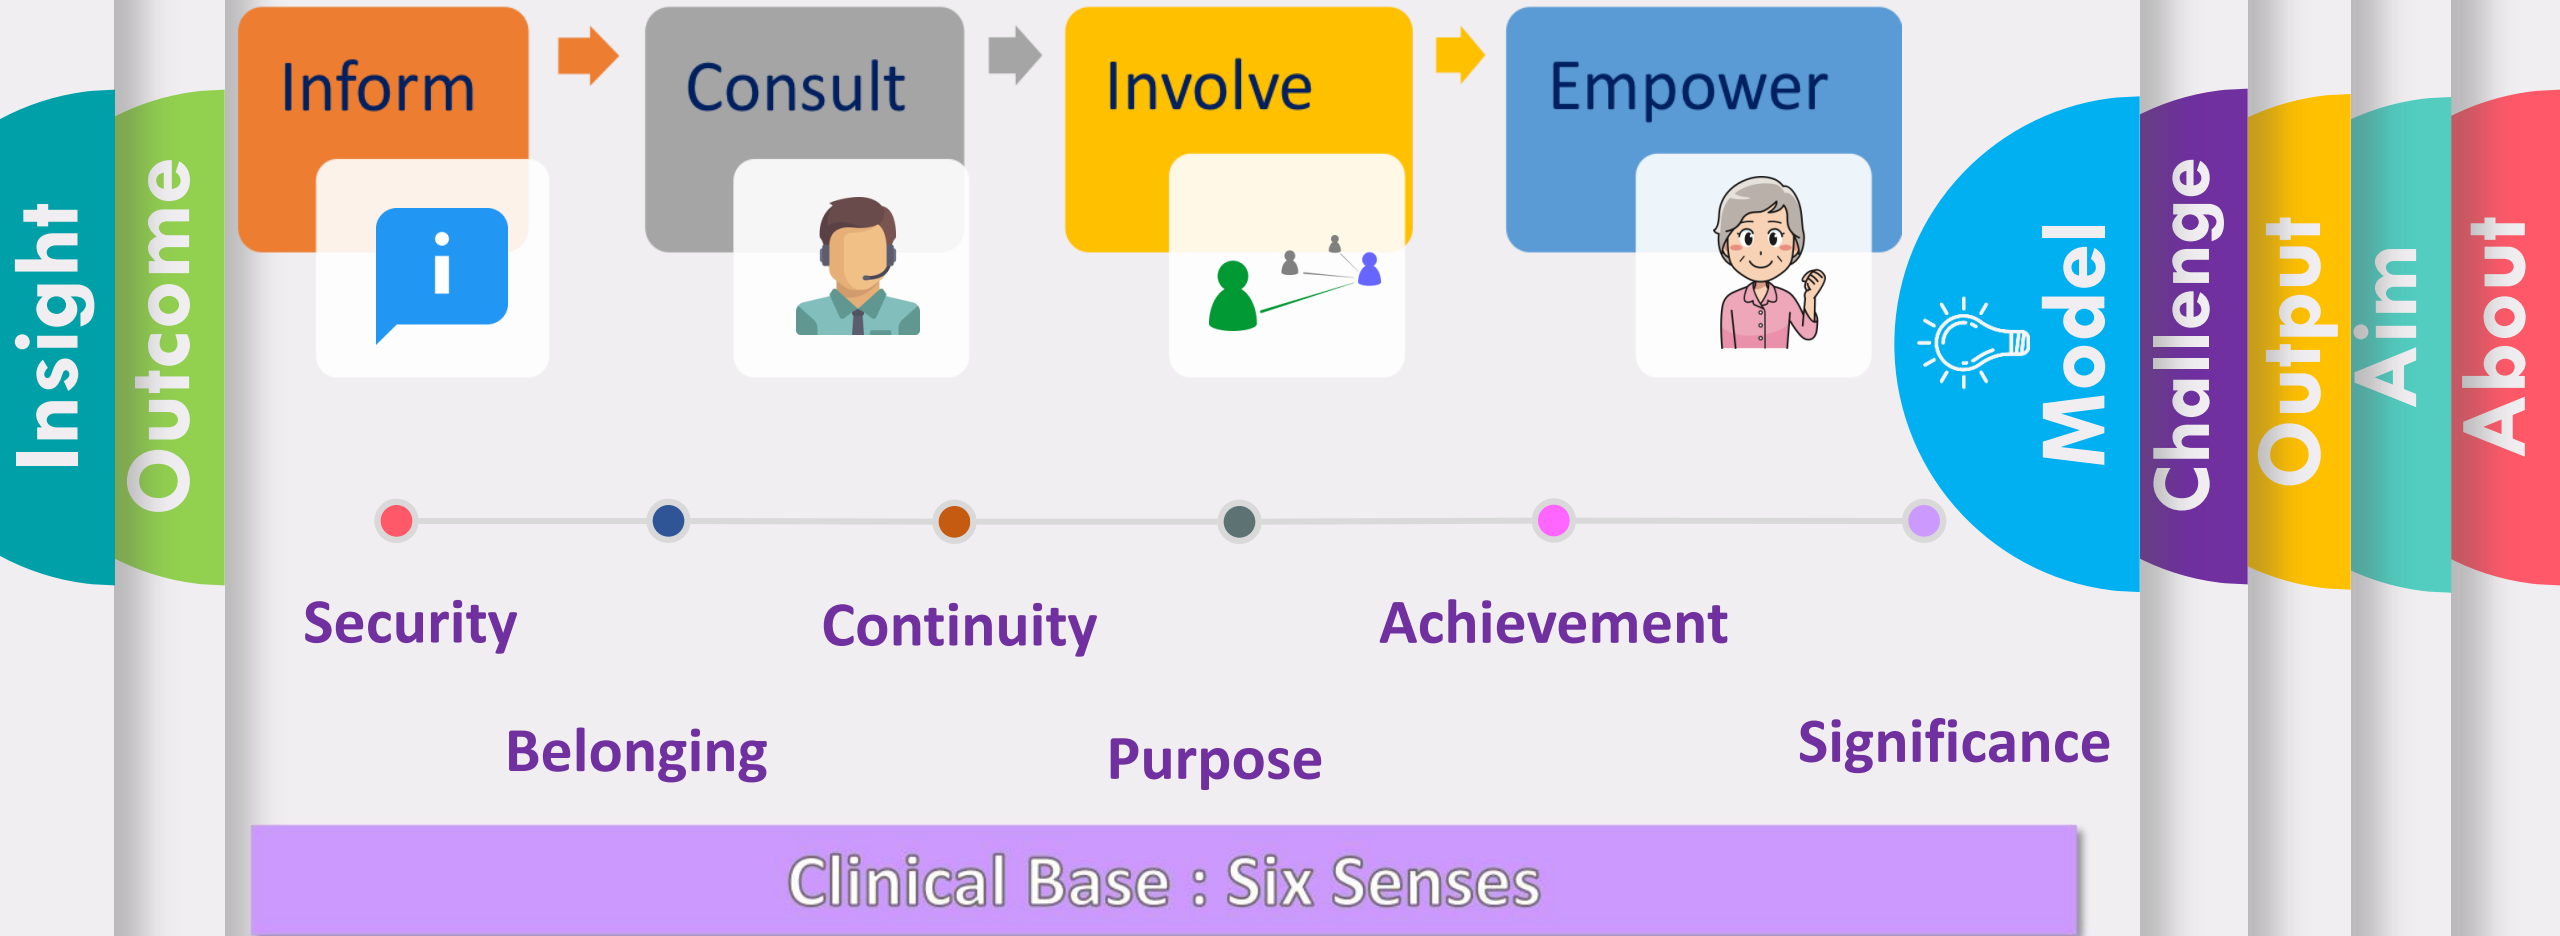 Insight
Outcome
Inform
Consult
Involve
Empower
i
Security
Belonging
Continuity
Purpose
Achievement
Significance
Clinical Base : Six Senses
Model
Challenge
Output
Aim
About